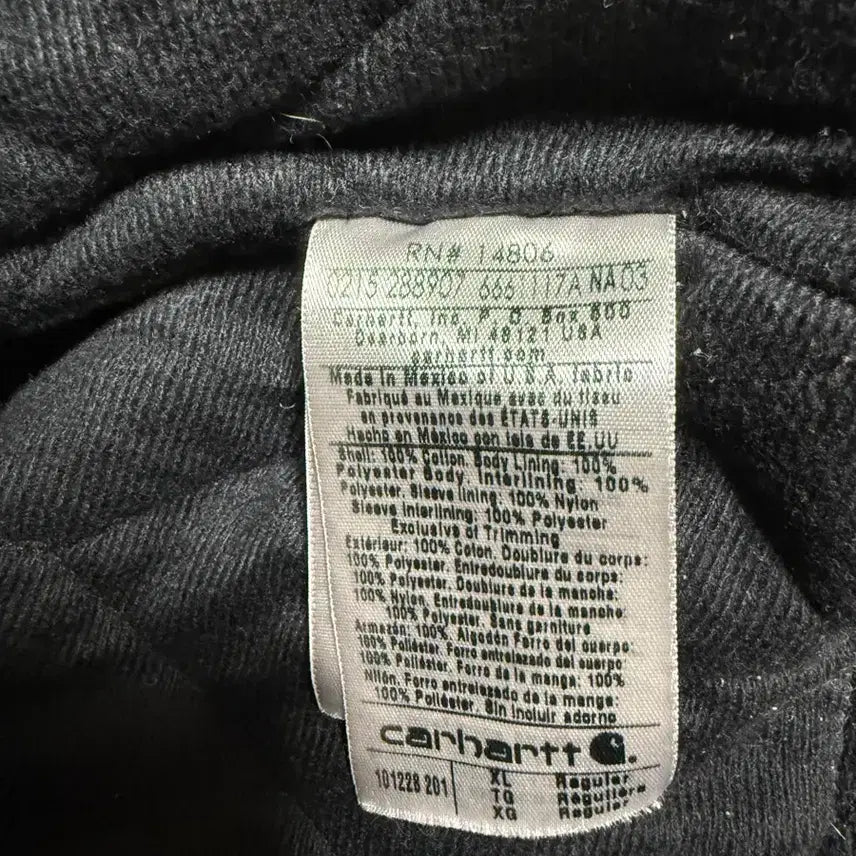 RN# 14806
0215 288907 666 117A NA03
Carhartt, Inc. P.O. Box 600
Dearborn, MI 48121 USA
carhartt.com
Made in Mexico of U.S.A. fabric
Fabriqué au Mexique avec du tissu
en provenance des ÉTATS-UNIS
Hecho en México con tela de EE.UU
Shell: 100% Cotton. Body Lining: 100%
Polyester Body. Interlining: 100%
Polyester. Sleeve lining: 100% Nylon
Sleeve Interlining: 100% Polyester
Exclusive of Trimming
Extérieur: 100% Coton. Doublure du corps:
100% Polyester. Entredoublure du corps:
100% Polyester. Doublure de la manche:
100% Nylon. Entredoublure de la manche:
100% Polyester. Sans garniture
Armazón: 100%. Algodón Forro del cuerpo:
100% Poliéster. Forro entrelazado del cuerpo
100% Poliéster. Forro de la manga: 100%
Nilón. Forro entrelazado de la manga:
100% Poliéster. Sin incluir adorno
carhartt
101228 201
XL Regular
TG Régulière
XG Regular